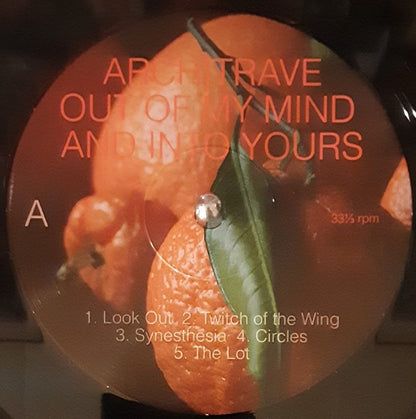 ARCHITRAVE
OUT OF MY MIND
AND INTO YOURS
A
33⅓ rpm
1. Look Out 2. Twitch of the Wing
3. Synesthesia 4. Circles
5. The Lot